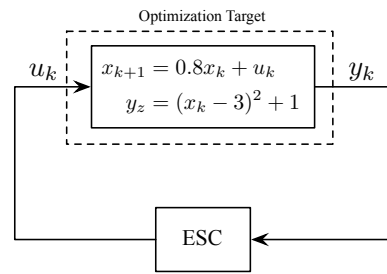 Optimization Target
u_k
x_{k+1} = 0.8x_k + u_k
y_z = (x_k − 3)^2 + 1
y_k
ESC